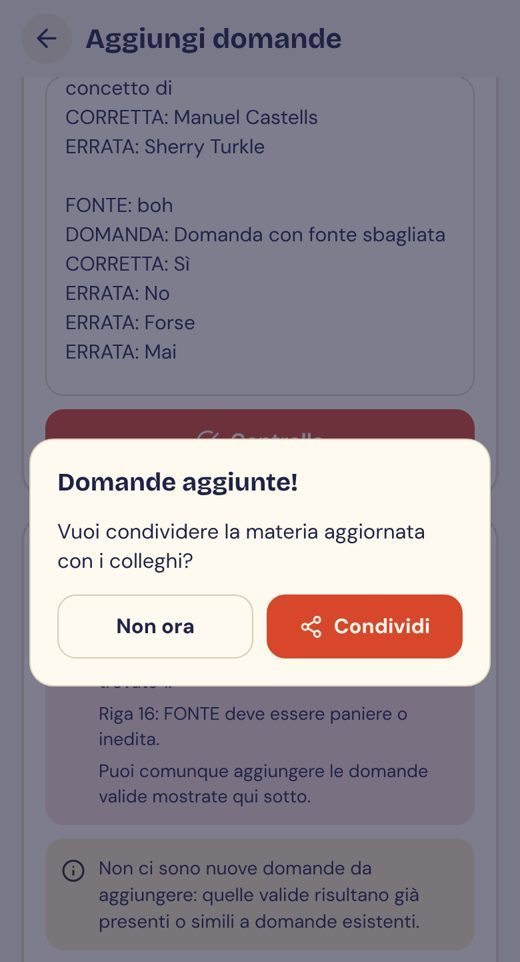 Aggiungi domande
concetto di
CORRETTA: Manuel Castells
ERRATA: Sherry Turkle
FONTE: boh
DOMANDA: Domanda con fonte sbagliata
CORRETTA: Sì
ERRATA: No
ERRATA: Forse
ERRATA: Mai
Domande aggiunte!
Vuoi condividere la materia aggiornata
con i colleghi?
Non ora
Condividi
Riga 16: FONTE deve essere paniere o
inedita.
Puoi comunque aggiungere le domande
valide mostrate qui sotto.
Non ci sono nuove domande da
aggiungere: quelle valide risultano già
presenti o simili a domande esistenti.